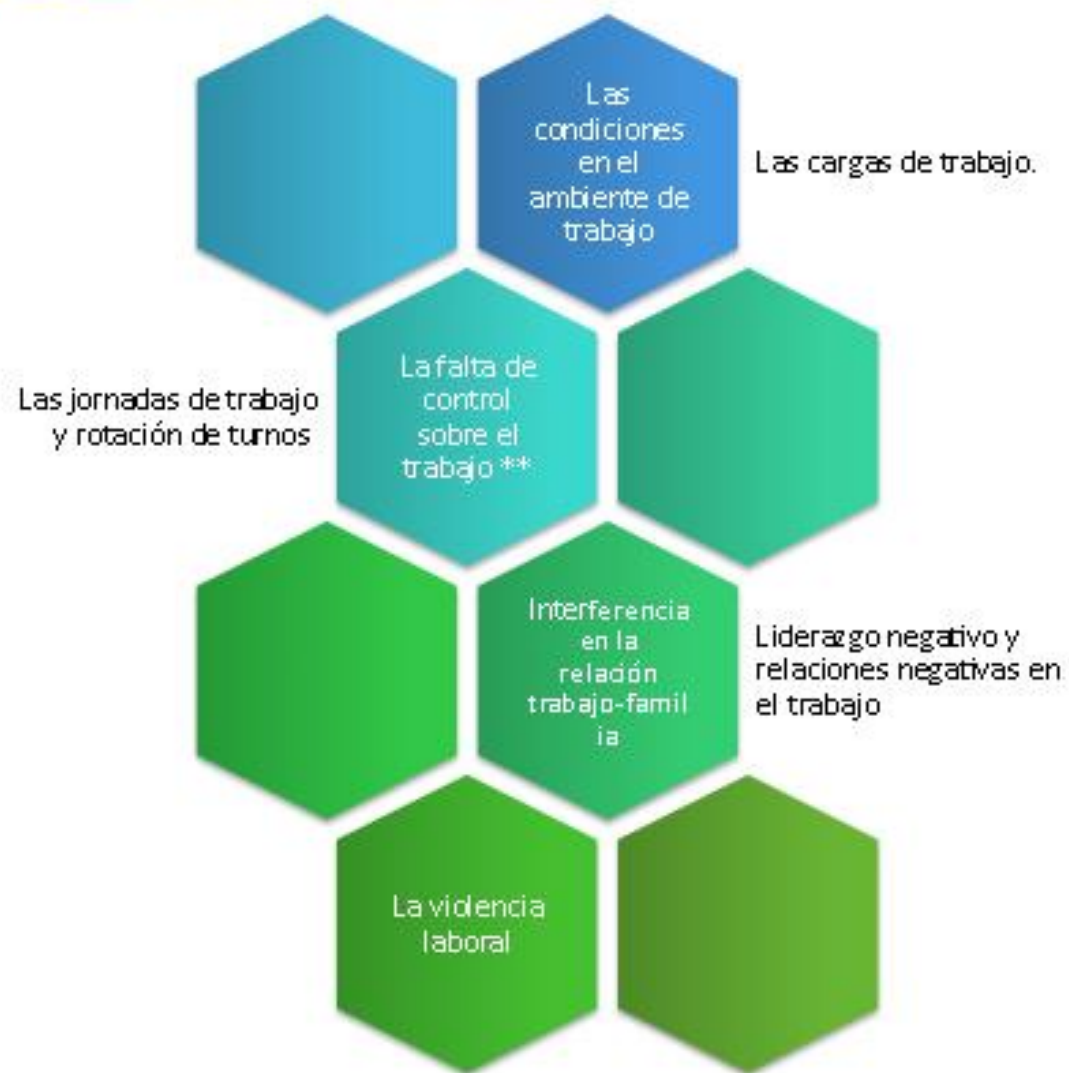 Las
condiciones
en el
ambiente de
trabajo
Las cargas de trabajo.
La falta de
control
sobre el
trabajo **
Las jornadas de trabajo
y rotación de turnos
Interferencia
en la
relación
trabajo-famil
ia
Liderazgo negativo y
relaciones negativas en
el trabajo
La violencia
laboral